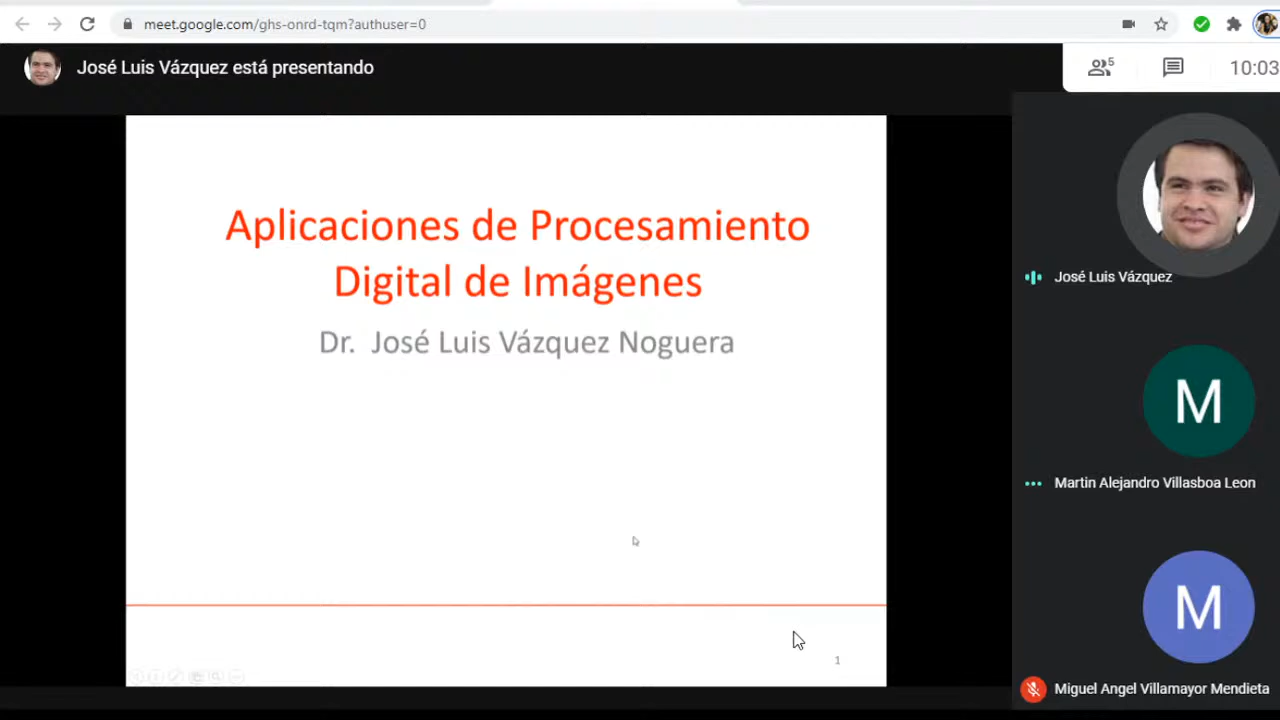 meet.google.com/ghs-onrd-tqm?authuser=0
José Luis Vázquez está presentando
5
10:03
Aplicaciones de Procesamiento
Digital de Imágenes
Dr. José Luis Vázquez Noguera
1
José Luis Vázquez
M
Martin Alejandro Villasboa Leon
M
Miguel Angel Villamayor Mendieta